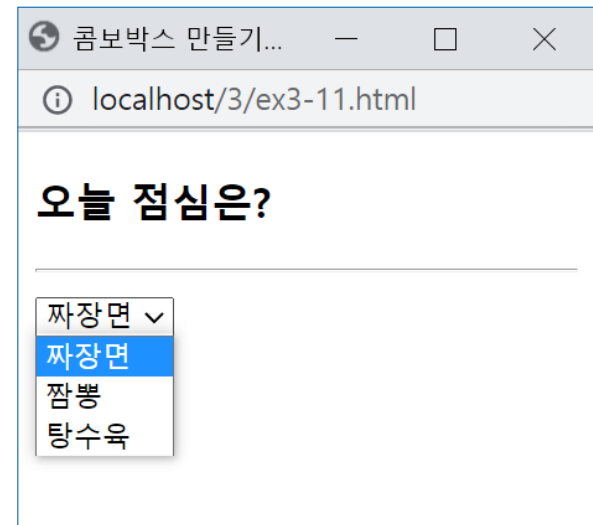 콤보박스 만들기...
localhost/3/ex3-11.html
오늘 점심은?
짜장면
짜장면
짬뽕
탕수육